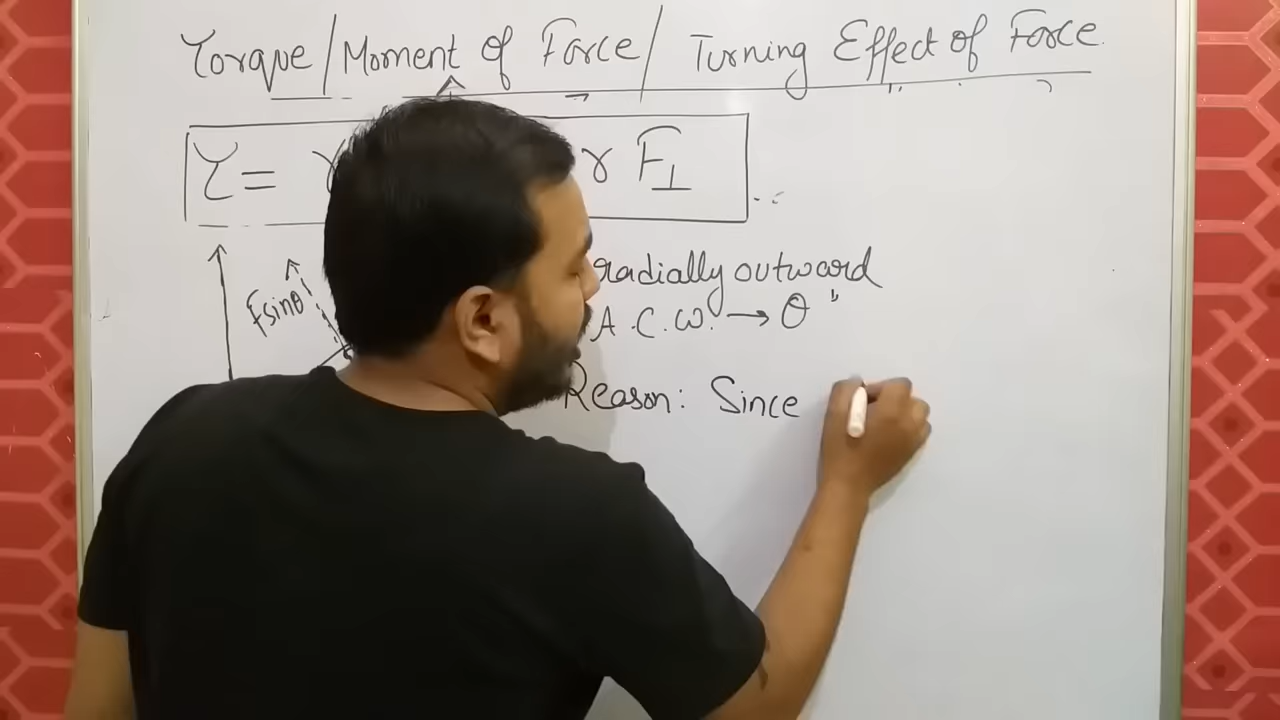 Torque/Moment of Force/ Turning Effect of Force
τ = r F⊥
Fsinθ
radially outward
A.C.W. → θ
Reason: Since